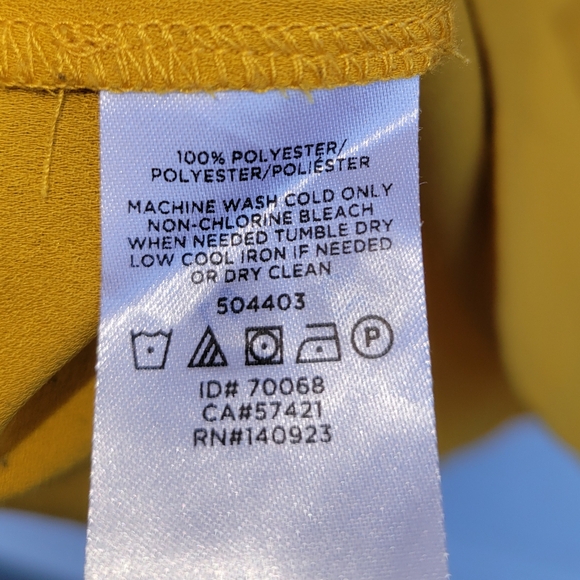 100% POLYESTER/
POLYESTER/POLIÉSTER
MACHINE WASH COLD ONLY
NON-CHLORINE BLEACH
WHEN NEEDED TUMBLE DRY
LOW COOL IRON IF NEEDED
OR DRY CLEAN
504403
P
ID# 70068
CA#57421
RN#140923